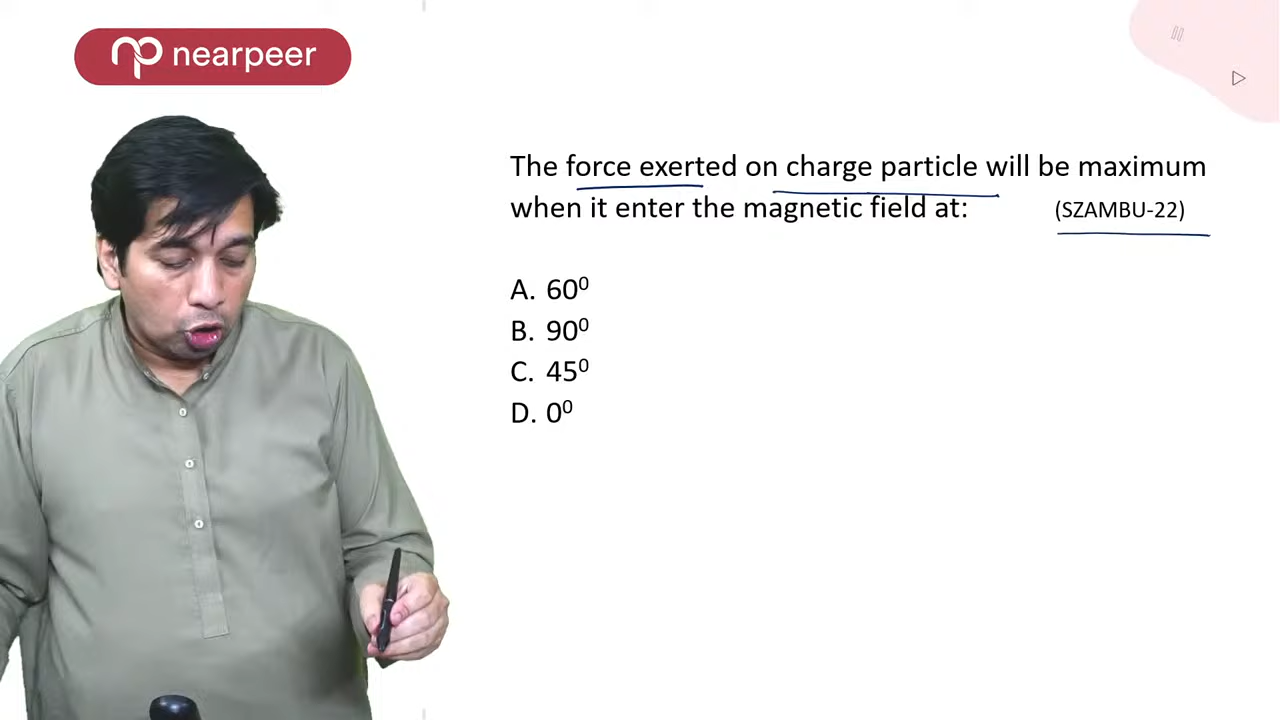 nearpeer
The force exerted on charge particle will be maximum
when it enter the magnetic field at: (SZAMBU-22)
A. 60⁰
B. 90⁰
C. 45⁰
D. 0⁰